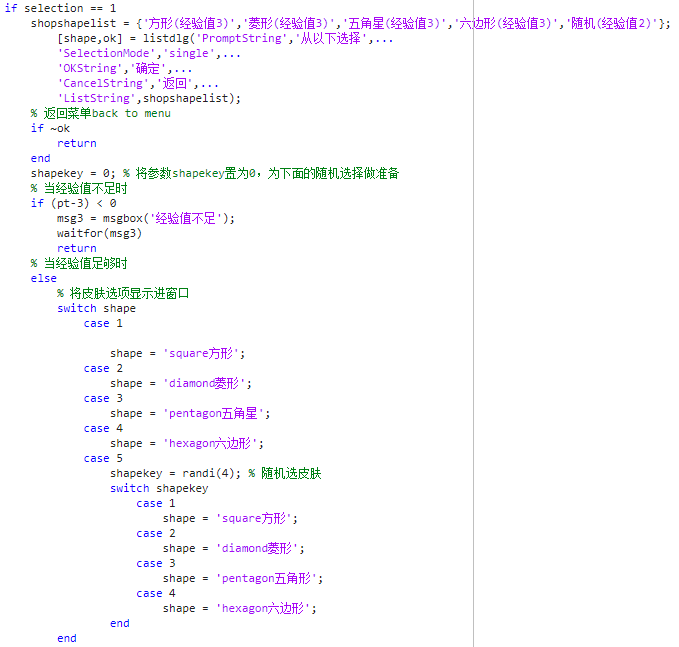 if selection == 1
shopshapelist = {'方形(经验值3)','菱形(经验值3)','五角星(经验值3)','六边形(经验值3)','随机(经验值2)'};
[shape,ok] = listdlg('PromptString','从以下选择',...
'SelectionMode','single',...
'OKString','确定',...
'CancelString','返回',...
'ListString',shopshapelist);
% 返回菜单back to menu
if ~ok
return
end
shapekey = 0; % 将参数shapekey置为0，为下面的随机选择做准备
% 当经验值不足时
if (pt-3) < 0
msg3 = msgbox('经验值不足');
waitfor(msg3)
return
% 当经验值足够时
else
% 将皮肤选项显示进窗口
switch shape
case 1
shape = 'square方形';
case 2
shape = 'diamond菱形';
case 3
shape = 'pentagon五角星';
case 4
shape = 'hexagon六边形';
case 5
shapekey = randi(4); % 随机选皮肤
switch shapekey
case 1
shape = 'square方形';
case 2
shape = 'diamond菱形';
case 3
shape = 'pentagon五角形';
case 4
shape = 'hexagon六边形';
end
end